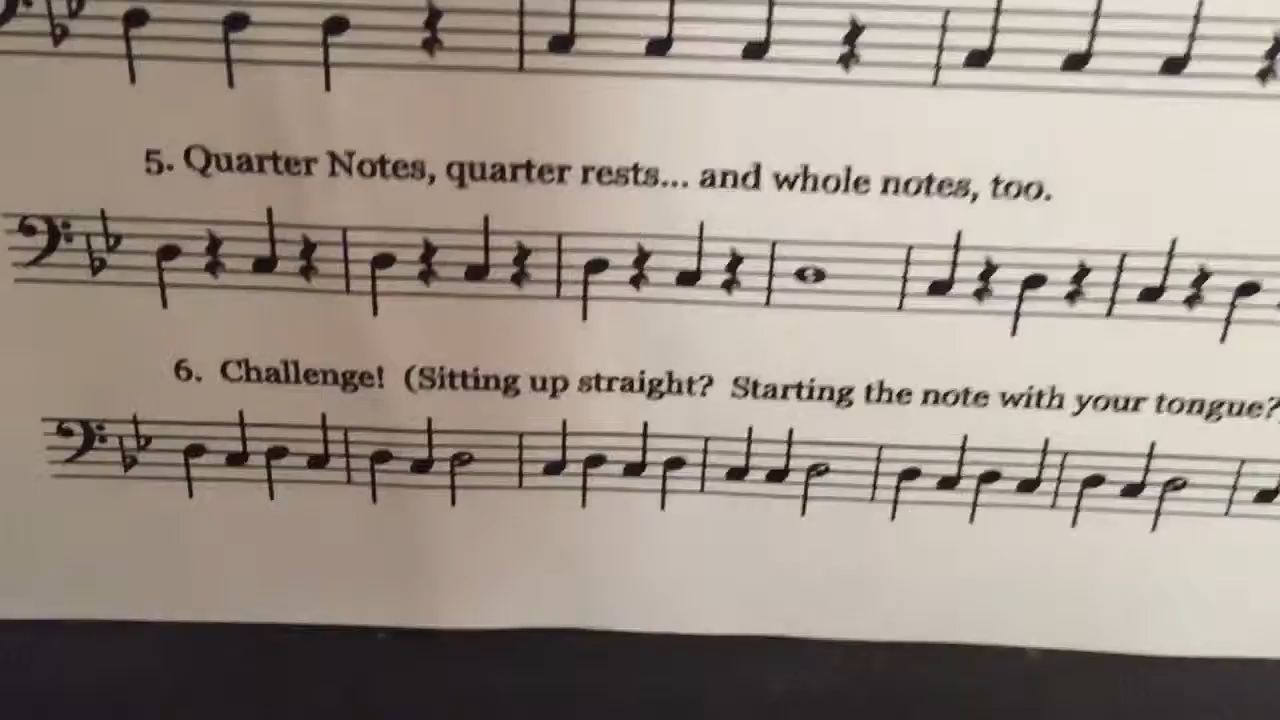 5. Quarter Notes, quarter rests... and whole notes, too.
6. Challenge! (Sitting up straight? Starting the note with your tongue?